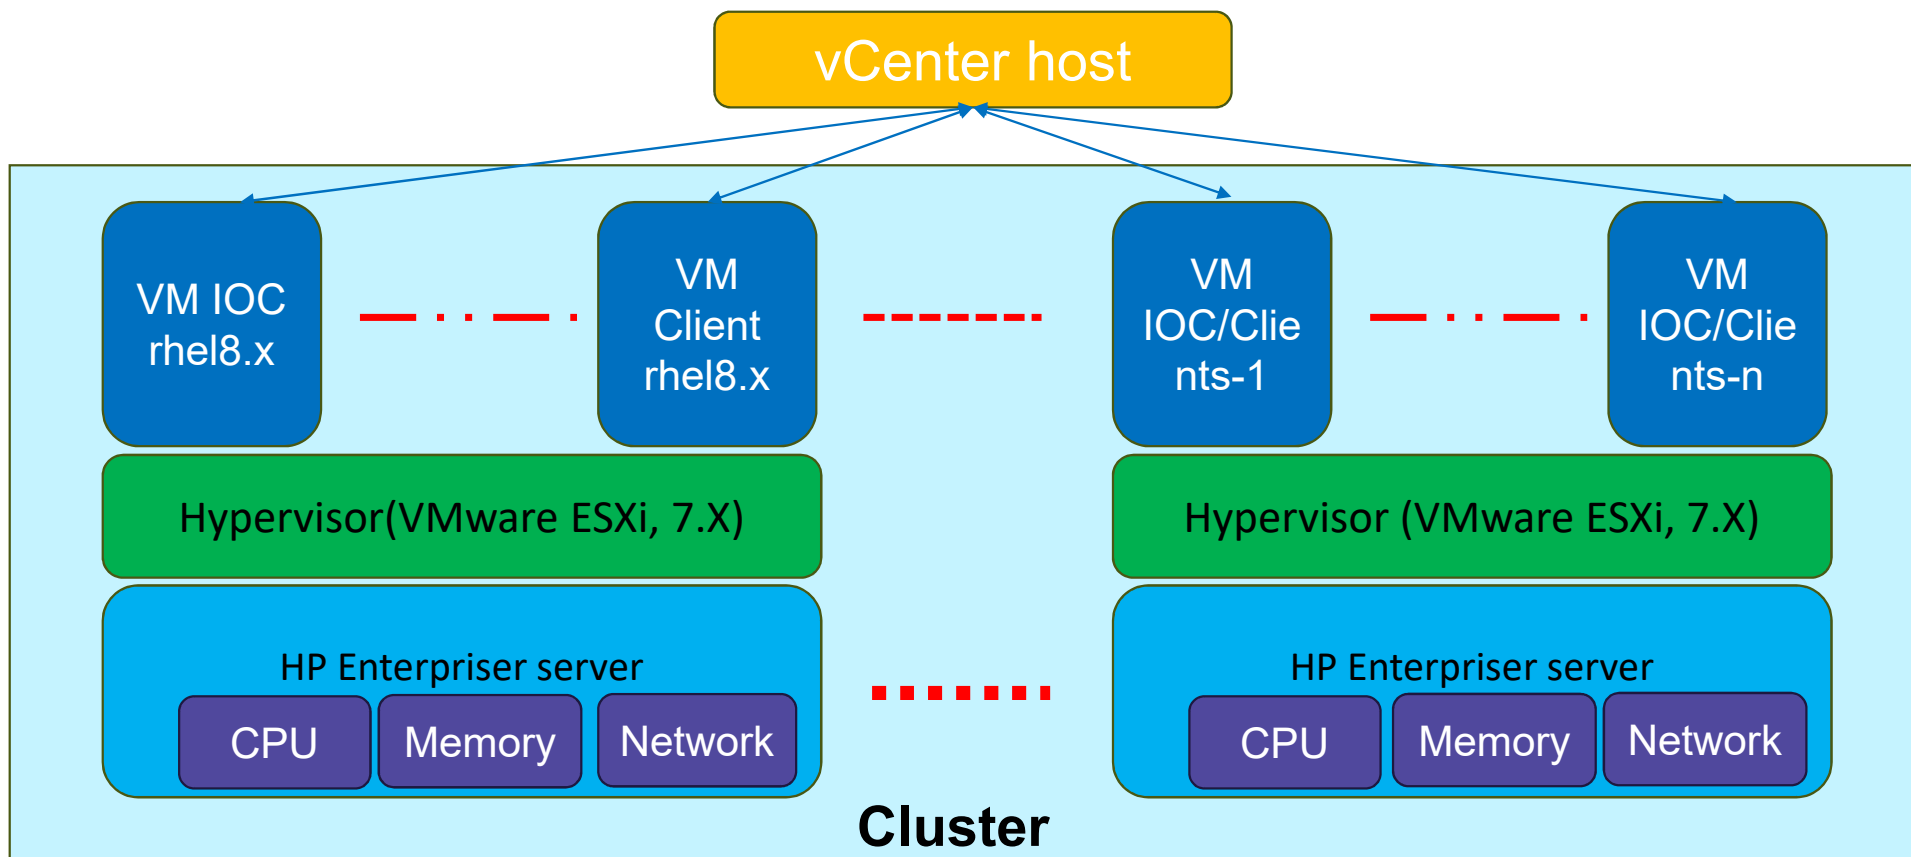 vCenter host
VM IOC
rhel8.x
VM
Client
rhel8.x
VM
IOC/Clie
nts-1
VM
IOC/Clie
nts-n
Hypervisor(VMware ESXi, 7.X)
Hypervisor (VMware ESXi, 7.X)
HP Enterpriser server
CPU
Memory
Network
HP Enterpriser server
CPU
Memory
Network
Cluster